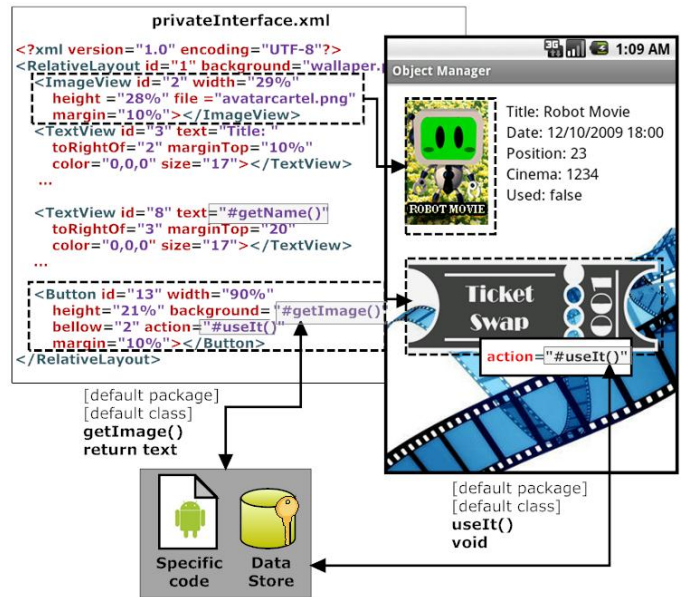 privateInterface.xml
<?xml version="1.0" encoding="UTF-8"?>
<RelativeLayout id="1" background="wallaper.p
<ImageView id="2" width="29%"
height ="28%" file ="avatarcartel.png"
margin="10%"></ImageView>
<TextView id="3" text="Title: "
toRightOf="2" marginTop="10%"
color="0,0,0" size="17"></TextView>
...
<TextView id="8" text="#getName()"
toRightOf="3" marginTop="20"
color="0,0,0" size="17"></TextView>
...
<Button id="13" width="90%"
height="21%" background="#getImage()"
bellow="2" action="#useIt()"
margin="10%"></Button>
</RelativeLayout>
3G 1:09 AM
Object Manager
ROBOT MOVIE
Title: Robot Movie
Date: 12/10/2009 18:00
Position: 23
Cinema: 1234
Used: false
Ticket
Swap
001
action="#useIt()"
[default package]
[default class]
getImage()
return text
[default package]
[default class]
useIt()
void
Specific
code
Data
Store